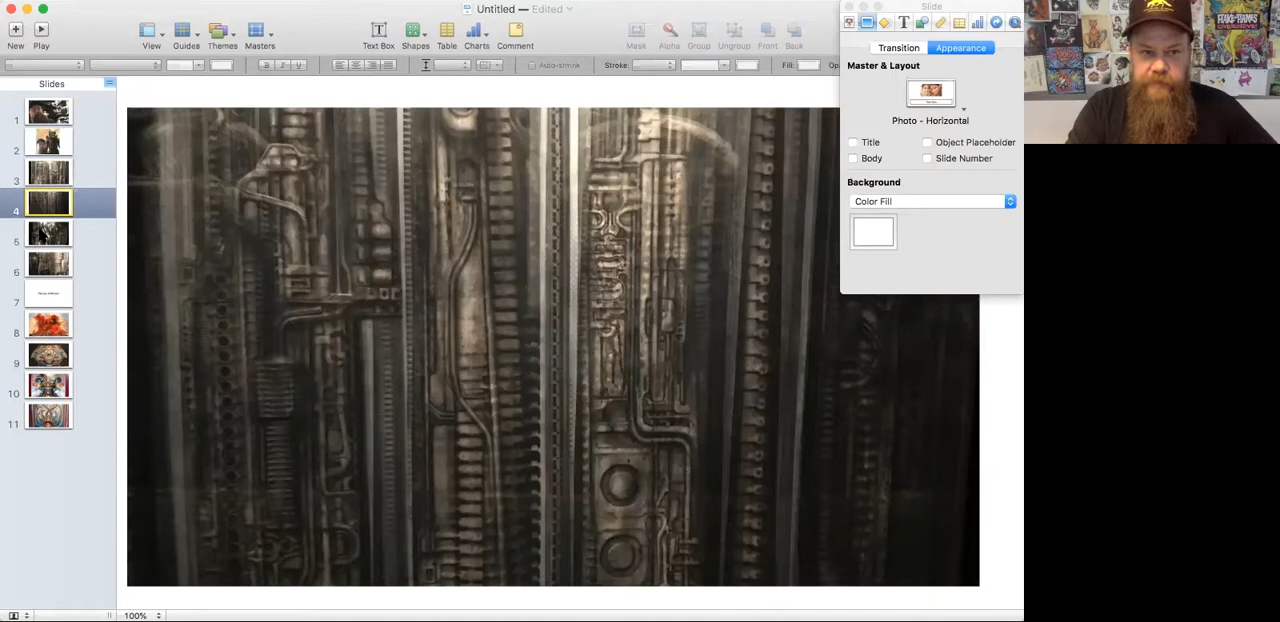 Untitled — Edited
Slide
New
Play
View
Guides
Themes
Masters
Text Box
Shapes
Table
Charts
Comment
Mask
Alpha
Group
Ungroup
Front
Back
B I U
Auto-shrink
Stroke:
Fill:
Slides
Transition
Appearance
Master & Layout
Photo - Horizontal
Title
Object Placeholder
Body
Slide Number
Background
Color Fill
1
2
3
4
5
6
7
8
9
10
11
100%